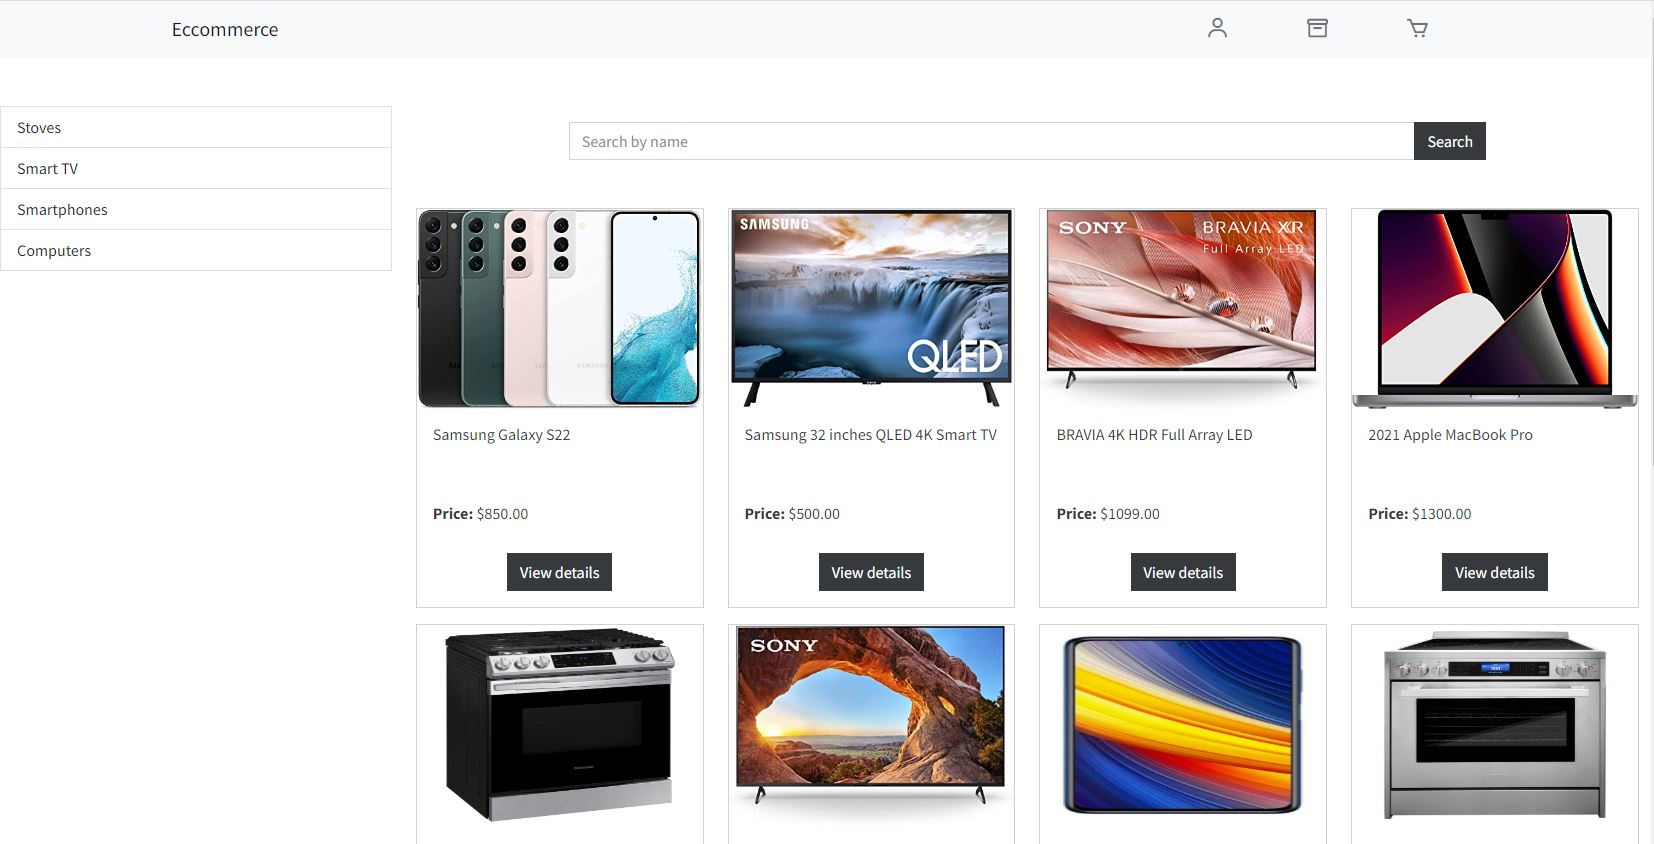 Eccommerce
Stoves
Smart TV
Smartphones
Computers
Search by name
Search
SAMSUNG
QLED
SONY
BRAVIA XR
Full Array LED
Samsung Galaxy S22
Samsung 32 inches QLED 4K Smart TV
BRAVIA 4K HDR Full Array LED
2021 Apple MacBook Pro
Price: $850.00
Price: $500.00
Price: $1099.00
Price: $1300.00
View details
View details
View details
View details
SONY